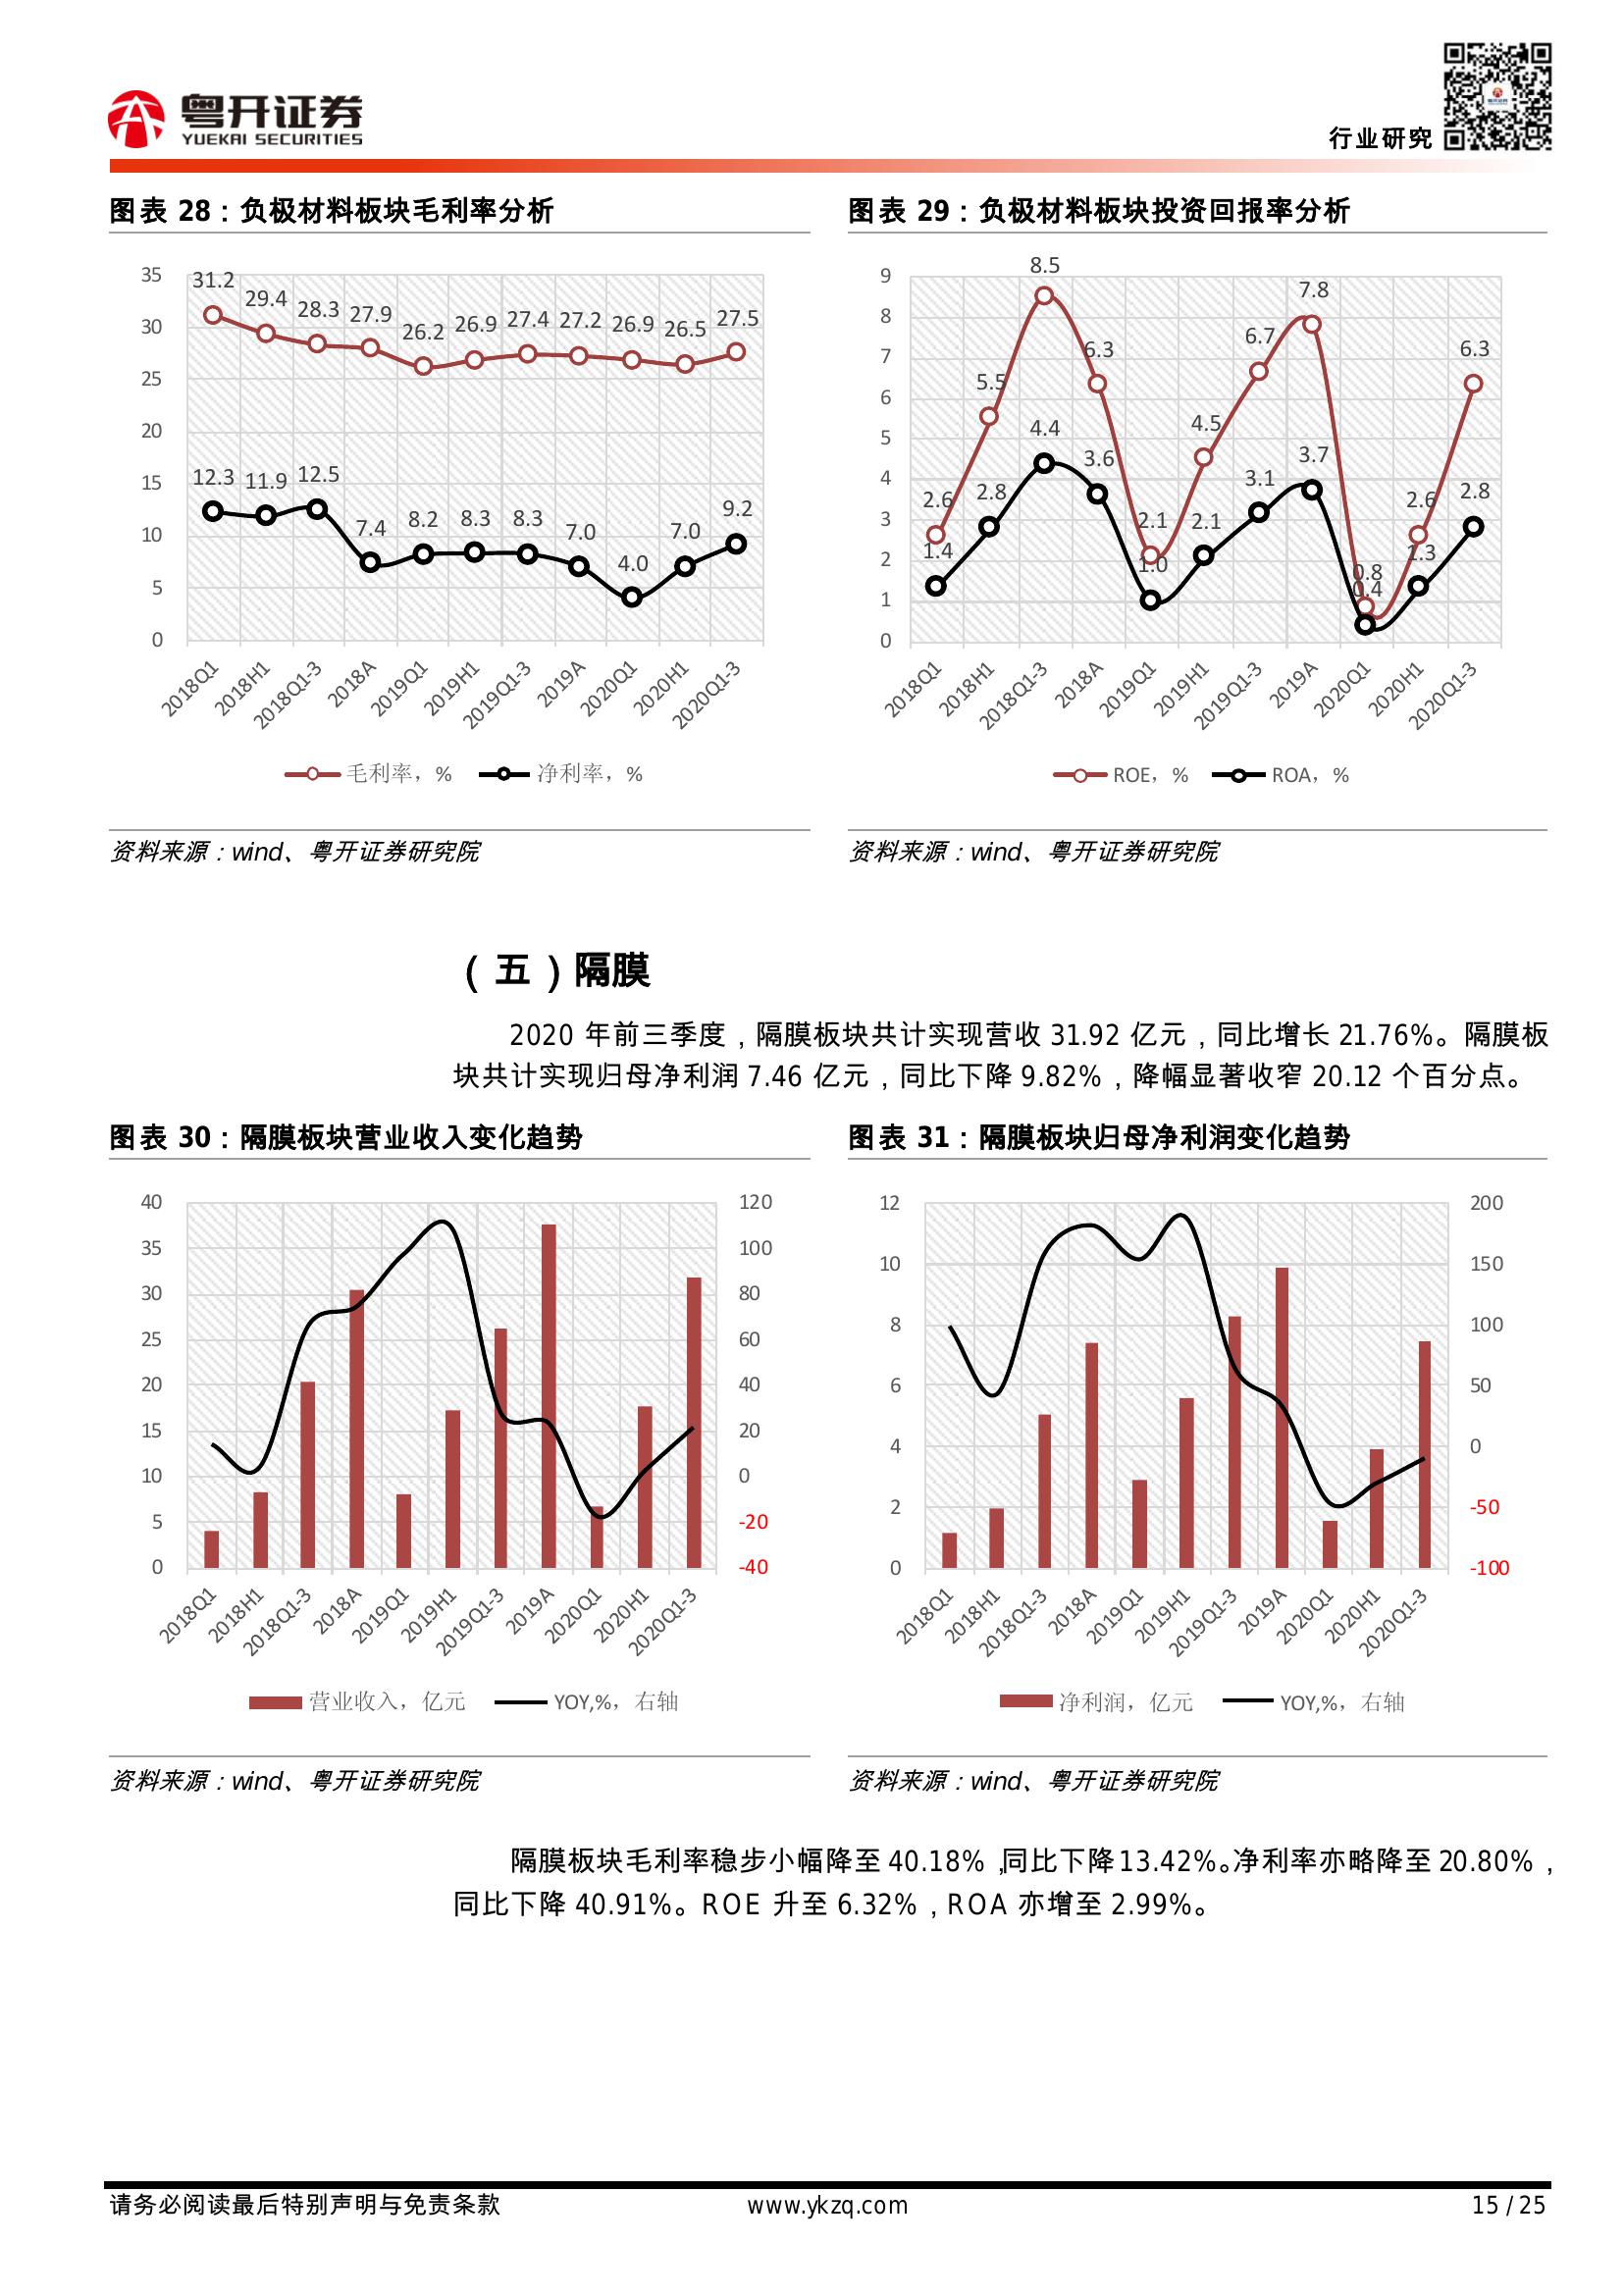 粤开证券
YUEKAI SECURITIES
行业研究
图表 28：负极材料板块毛利率分析
35
30
25
20
15
10
5
0
31.2 29.4 28.3 27.9 26.2 26.9 27.4 27.2 26.9 26.5 27.5
12.3 11.9 12.5 7.4 8.2 8.3 8.3 7.0 4.0 7.0 9.2
2018Q1 2018H1 2018Q1-3 2018A 2019Q1 2019H1 2019Q1-3 2019A 2020Q1 2020H1 2020Q1-3
毛利率，% 净利率，%
资料来源：wind、粤开证券研究院
图表 29：负极材料板块投资回报率分析
9
8
7
6
5
4
3
2
1
0
2.6 5.5 8.5 6.3 2.1 4.5 6.7 7.8 0.8 2.6 6.3
1.4 2.8 4.4 3.6 1.0 2.1 3.1 3.7 0.4 1.3 2.8
2018Q1 2018H1 2018Q1-3 2018A 2019Q1 2019H1 2019Q1-3 2019A 2020Q1 2020H1 2020Q1-3
ROE，% ROA，%
资料来源：wind、粤开证券研究院
（五）隔膜
2020 年前三季度，隔膜板块共计实现营收 31.92 亿元，同比增长 21.76%。隔膜板
块共计实现归母净利润 7.46 亿元，同比下降 9.82%，降幅显著收窄 20.12 个百分点。
图表 30：隔膜板块营业收入变化趋势
40
35
30
25
20
15
10
5
0
120
100
80
60
40
20
0
-20
-40
2018Q1 2018H1 2018Q1-3 2018A 2019Q1 2019H1 2019Q1-3 2019A 2020Q1 2020H1 2020Q1-3
营业收入，亿元 YOY,%，右轴
资料来源：wind、粤开证券研究院
图表 31：隔膜板块归母净利润变化趋势
12
10
8
6
4
2
0
200
150
100
50
0
-50
-100
2018Q1 2018H1 2018Q1-3 2018A 2019Q1 2019H1 2019Q1-3 2019A 2020Q1 2020H1 2020Q1-3
净利润，亿元 YOY,%，右轴
资料来源：wind、粤开证券研究院
隔膜板块毛利率稳步小幅降至 40.18%，同比下降 13.42%。净利率亦略降至 20.80%，
同比下降 40.91%。ROE 升至 6.32%，ROA 亦增至 2.99%。
请务必阅读最后特别声明与免责条款 www.ykzq.com 15 / 25